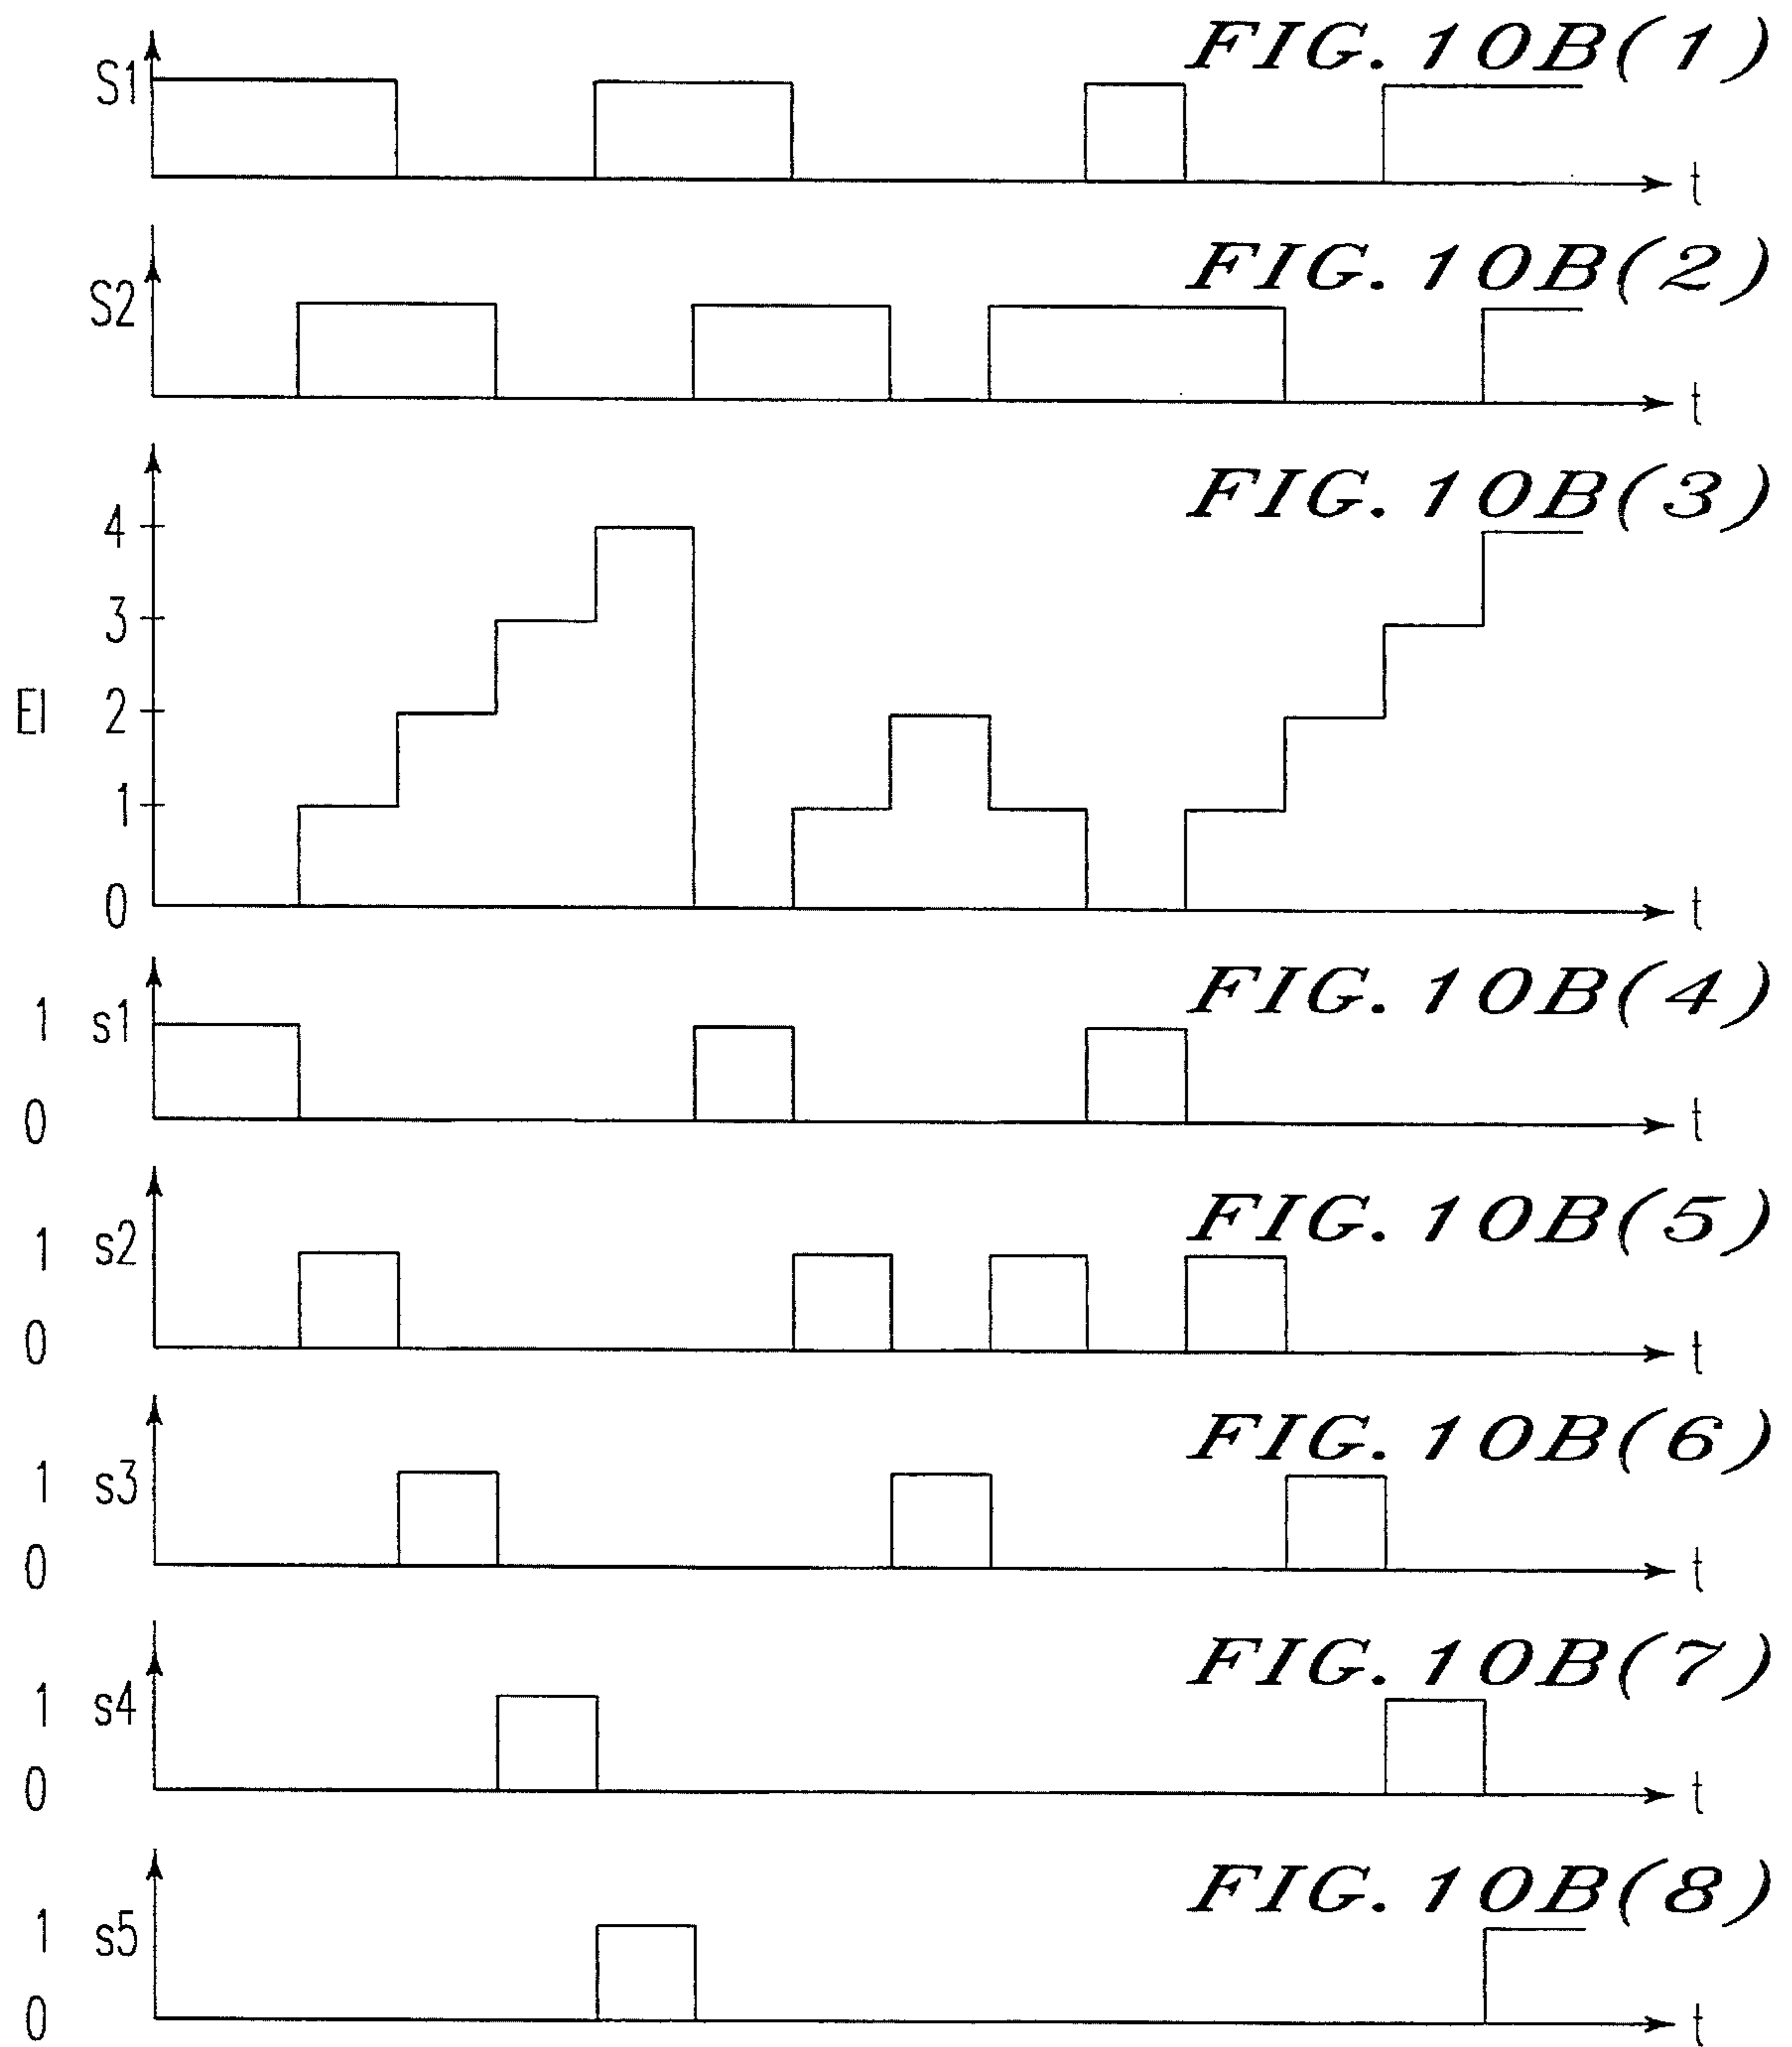 FIG. 10B(1)
S1
t
FIG. 10B(2)
S2
t
FIG. 10B(3)
4
3
EI 2
1
0
t
FIG. 10B(4)
1 s1
0
t
FIG. 10B(5)
1 s2
0
t
FIG. 10B(6)
1 s3
0
t
FIG. 10B(7)
1 s4
0
t
FIG. 10B(8)
1 s5
0
t